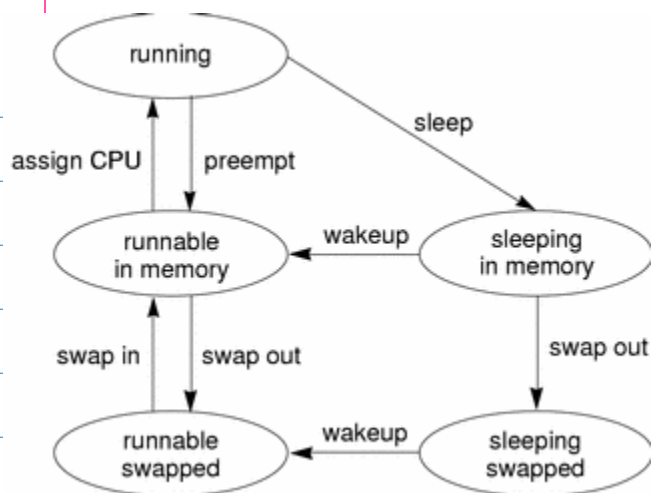 running
sleep
assign CPU
preempt
runnable
in memory
wakeup
sleeping
in memory
swap in
swap out
swap out
runnable
swapped
wakeup
sleeping
swapped